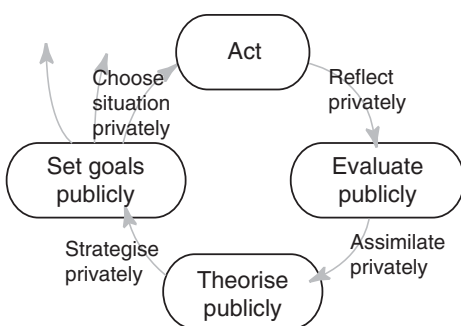 Act
Choose
situation
privately
Reflect
privately
Set goals
publicly
Evaluate
publicly
Strategise
privately
Assimilate
privately
Theorise
publicly